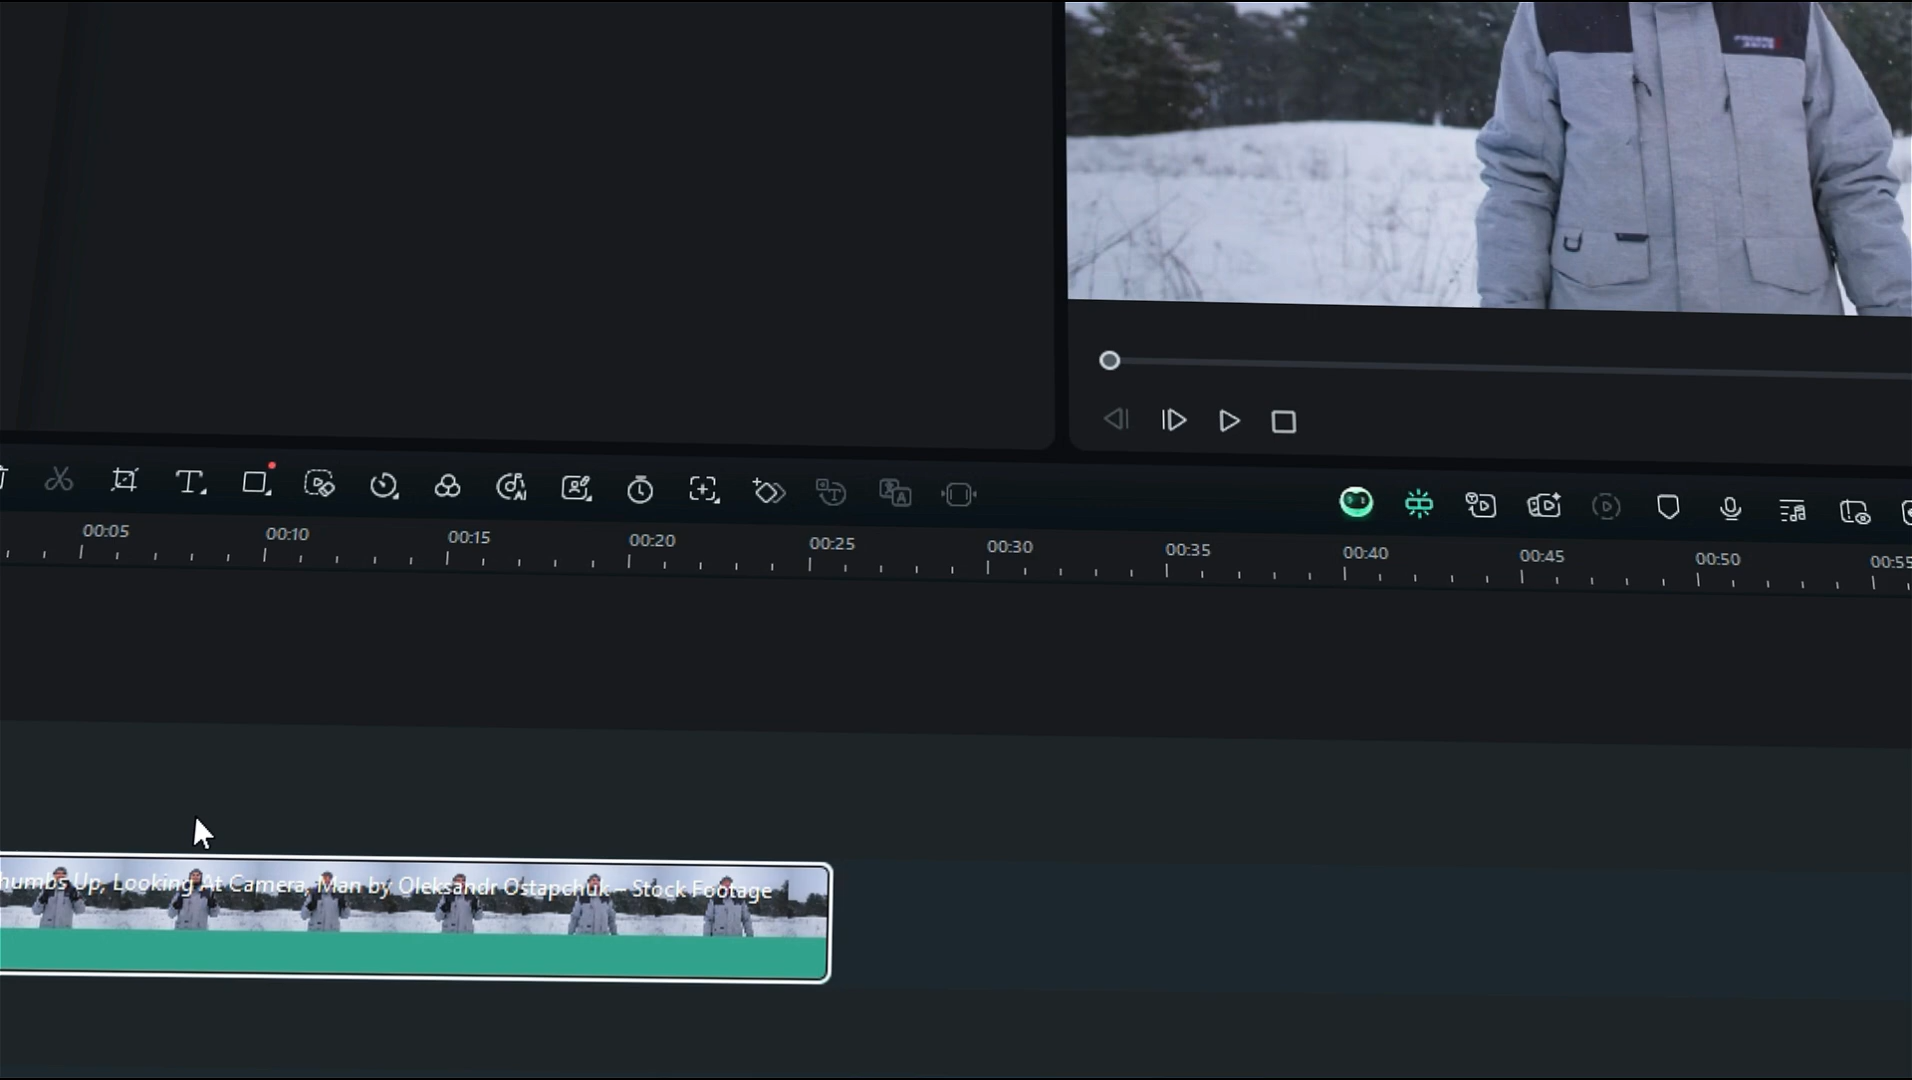 00:05 00:10 00:15 00:20 00:25 00:30 00:35 00:40 00:45 00:50 00:55
humbs Up, Looking At Camera, Man by Oleksandr Ostapchuk – Stock Footage